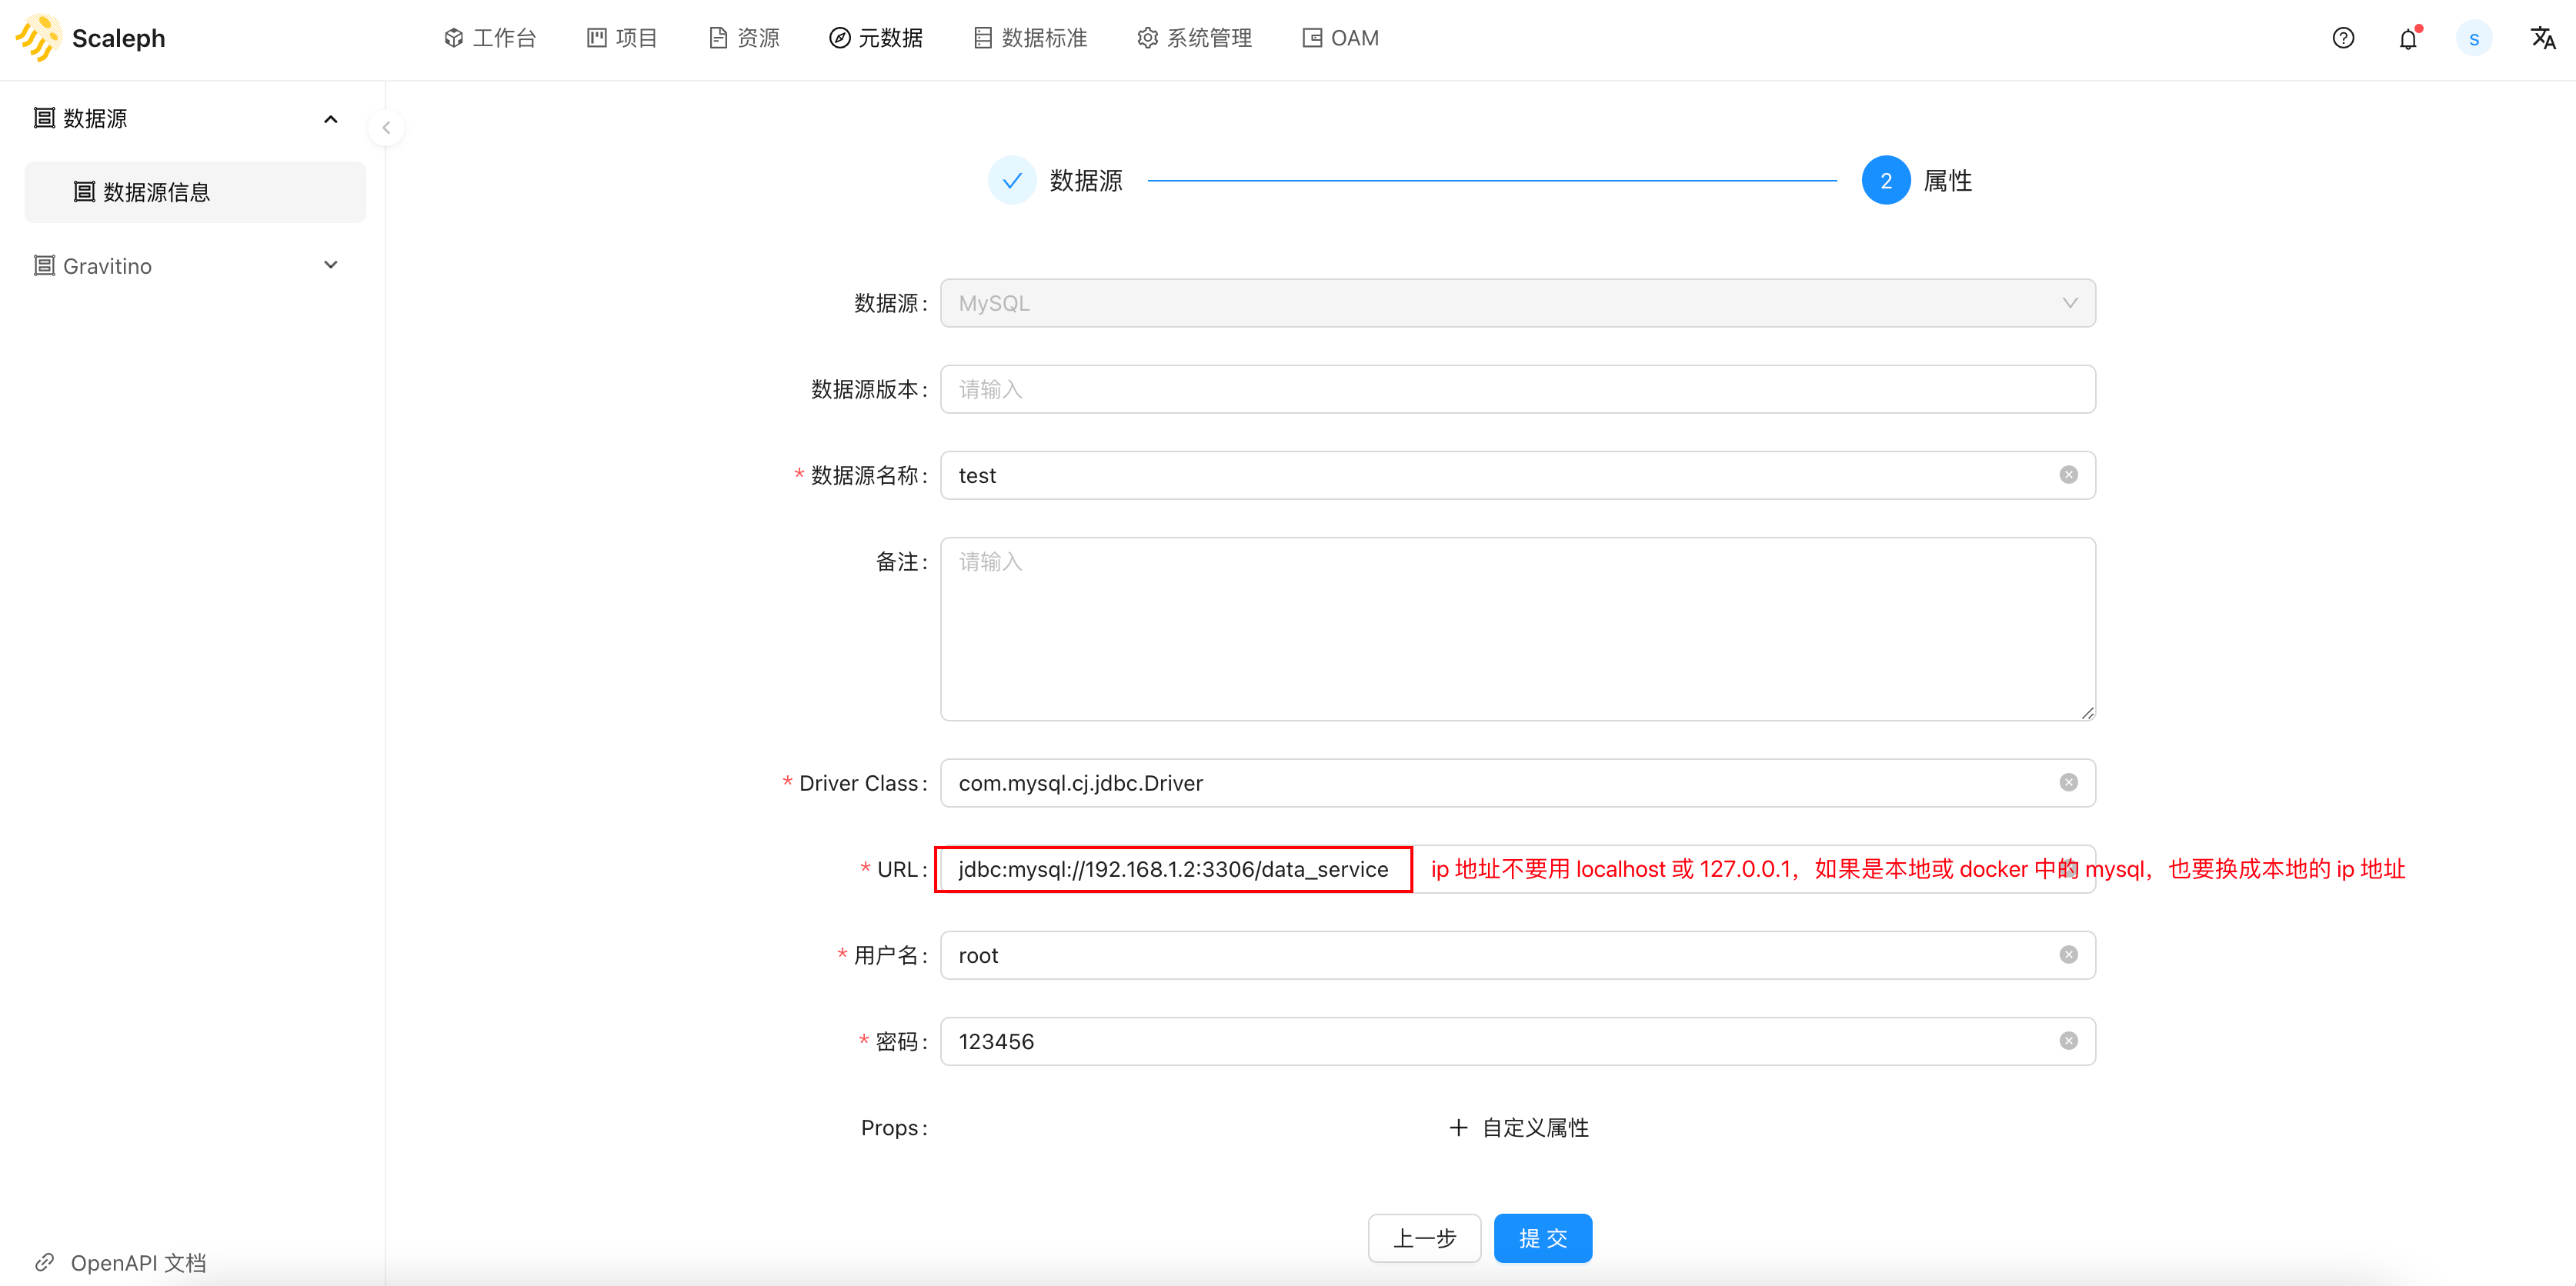 Scaleph
工作台
项目
资源
元数据
数据标准
系统管理
OAM
s
数据源
数据源信息
Gravitino
OpenAPI 文档
数据源
2 属性
数据源 : MySQL
数据源版本 : 请输入
* 数据源名称 : test
备注 : 请输入
* Driver Class : com.mysql.cj.jdbc.Driver
* URL : jdbc:mysql://192.168.1.2:3306/data_service ip 地址不要用 localhost 或 127.0.0.1，如果是本地或 docker 中的 mysql，也要换成本地的 ip 地址
* 用户名 : root
* 密码 : 123456
Props : + 自定义属性
上一步
提 交